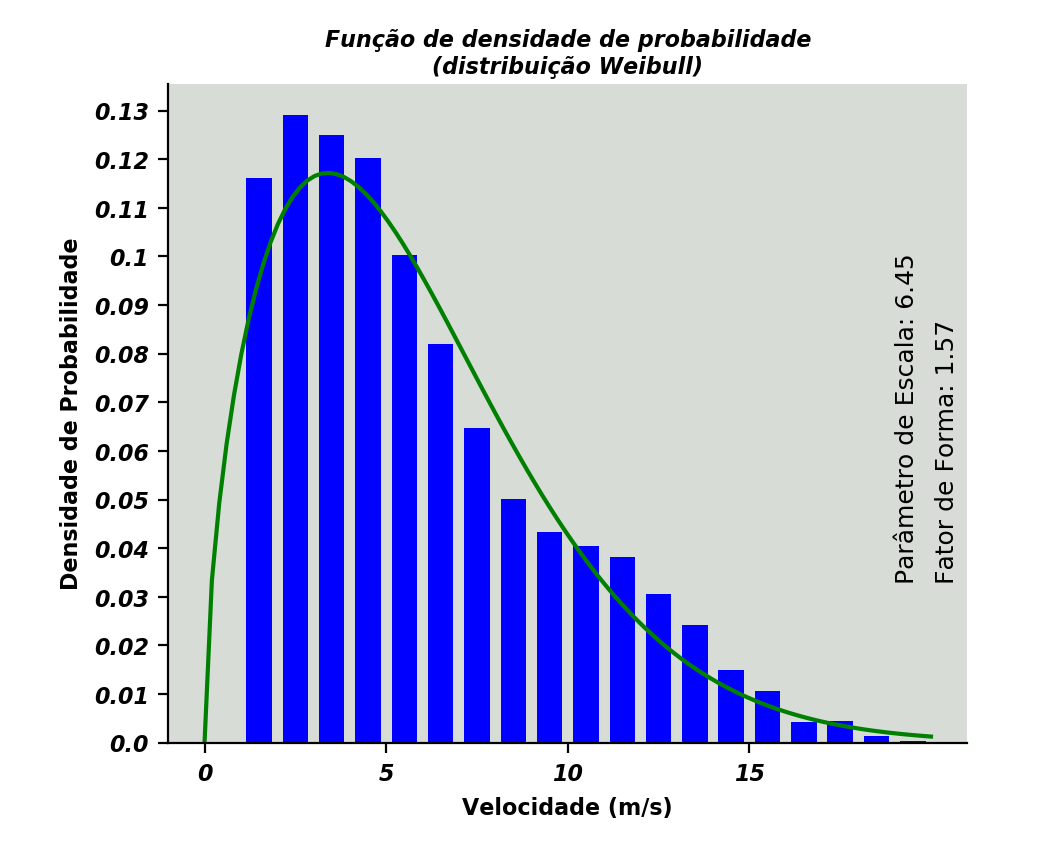 Função de densidade de probabilidade
(distribuição Weibull)
0.13
0.12
0.11
0.1
0.09
0.08
0.07
0.06
0.05
0.04
0.03
0.02
0.01
0.0
Densidade de Probabilidade
Parâmetro de Escala: 6.45
Fator de Forma: 1.57
0 5 10 15
Velocidade (m/s)